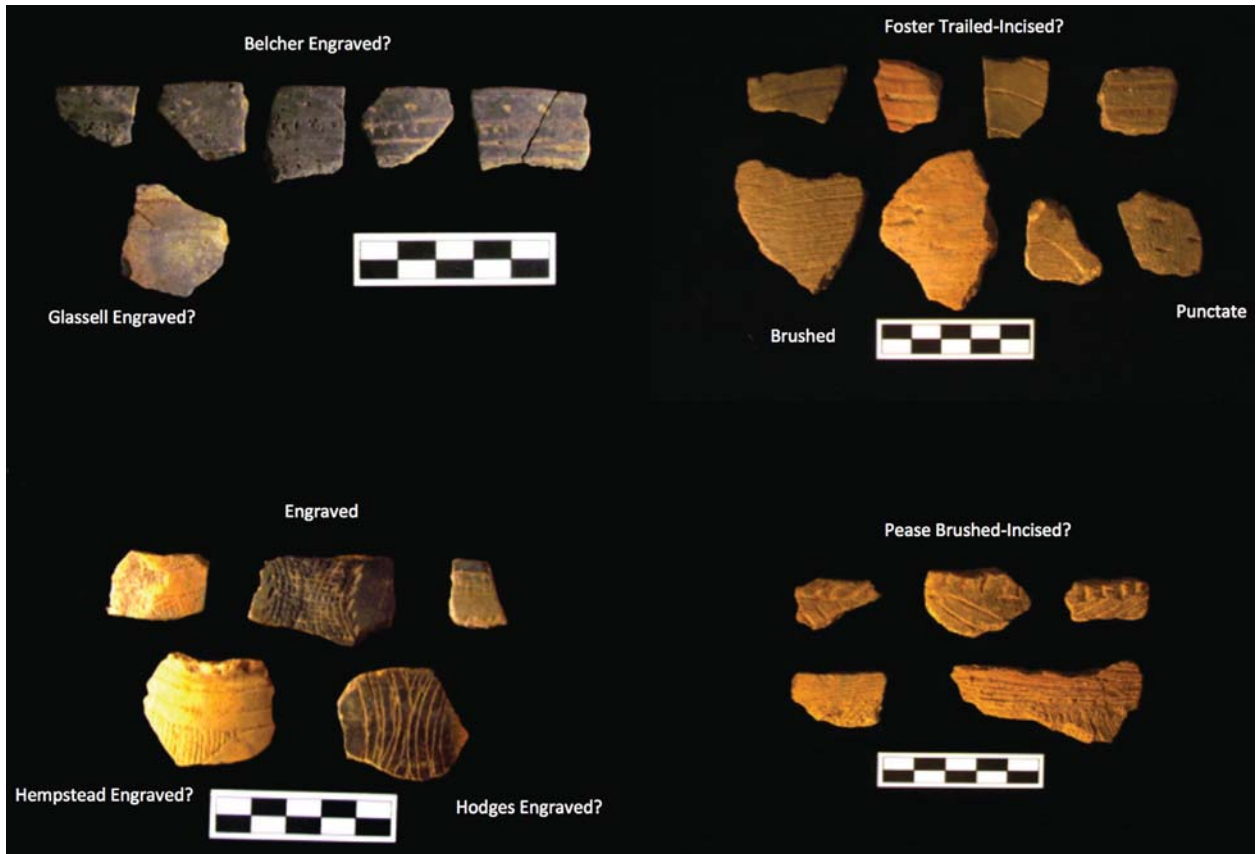 Belcher Engraved?
Glassell Engraved?
Foster Trailed-Incised?
Brushed
Punctate
Engraved
Hempstead Engraved?
Hodges Engraved?
Pease Brushed-Incised?